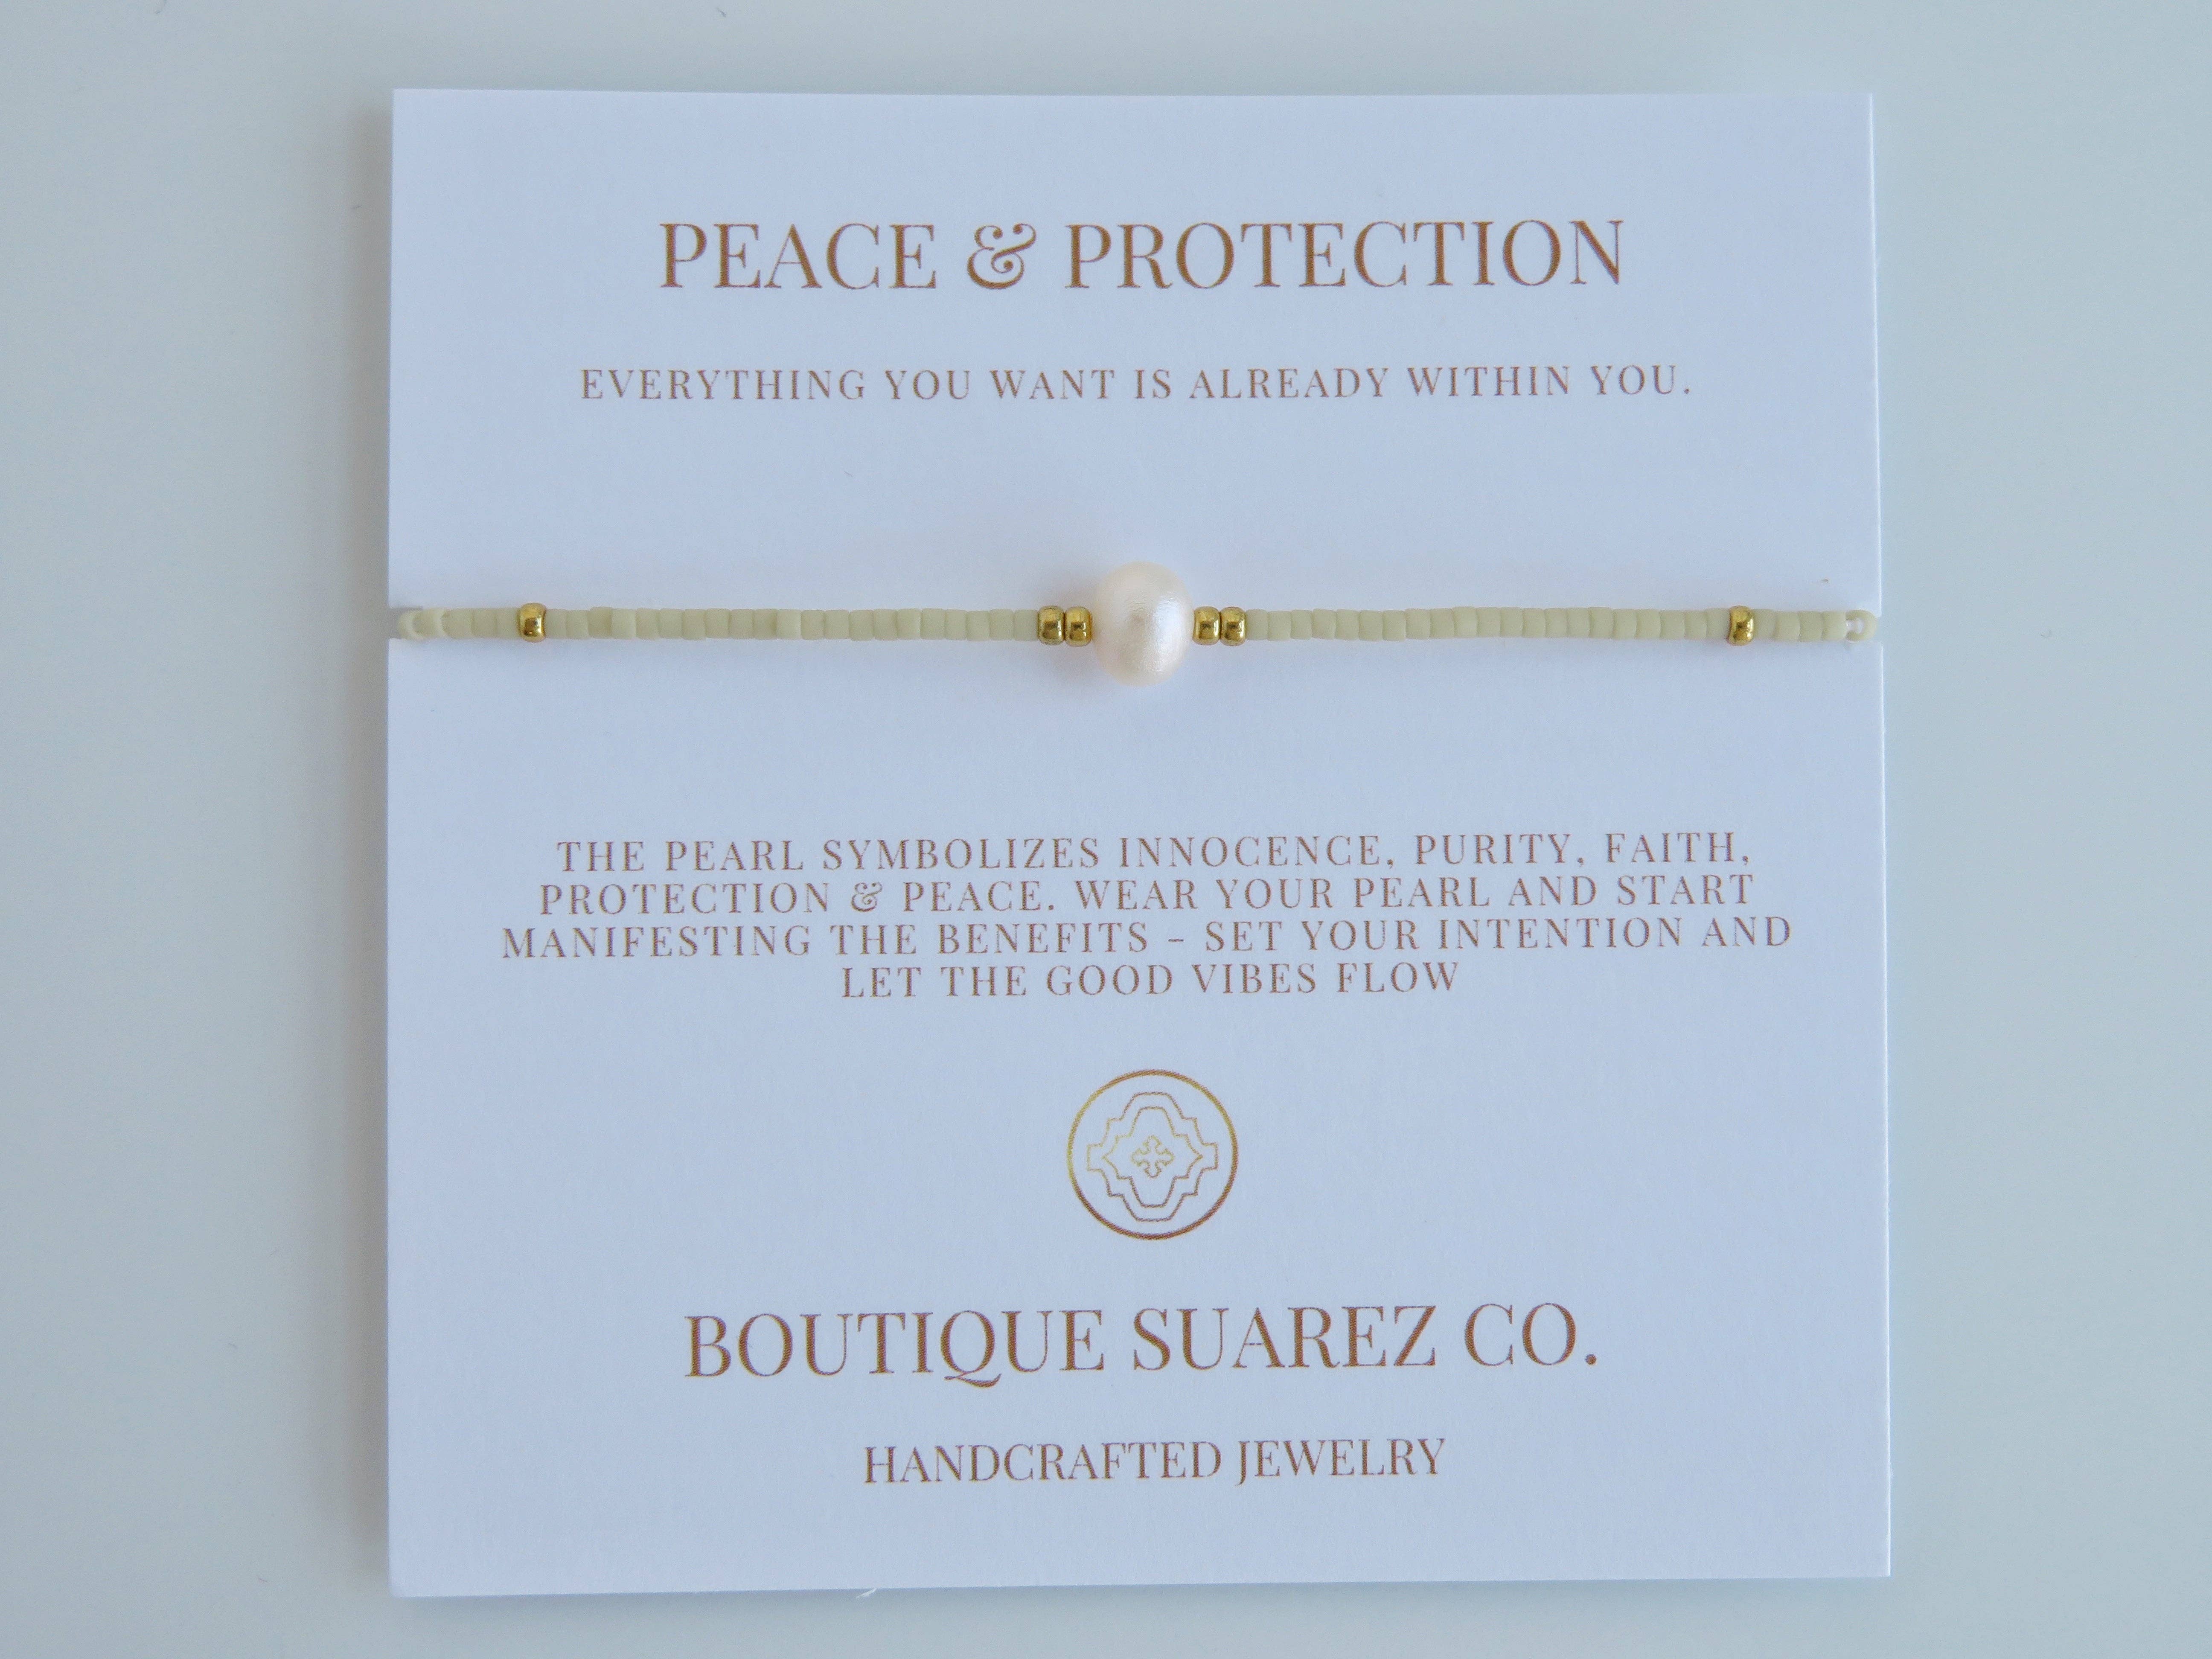 PEACE & PROTECTION
EVERYTHING YOU WANT IS ALREADY WITHIN YOU.
THE PEARL SYMBOLIZES INNOCENCE, PURITY, FAITH,
PROTECTION & PEACE. WEAR YOUR PEARL AND START
MANIFESTING THE BENEFITS – SET YOUR INTENTION AND
LET THE GOOD VIBES FLOW
BOUTIQUE SUAREZ CO.
HANDCRAFTED JEWELRY